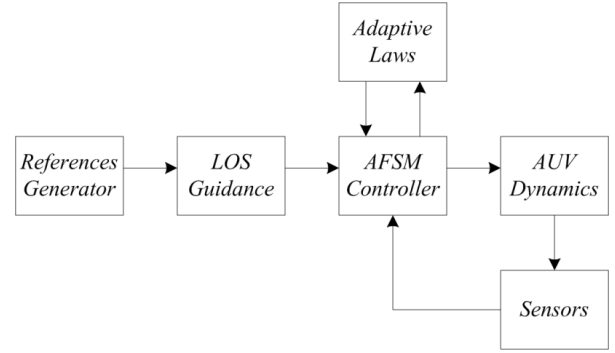 Adaptive
Laws
References
Generator
LOS
Guidance
AFSM
Controller
AUV
Dynamics
Sensors